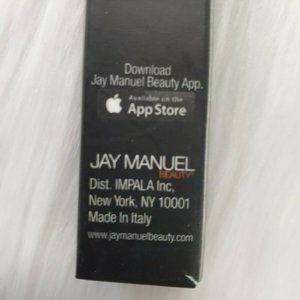 Download
Jay Manuel Beauty App.
Available on the
App Store
JAY MANUEL
BEAUTY
Dist. IMPALA Inc,
New York, NY 10001
Made In Italy
www.jaymanuelbeauty.com